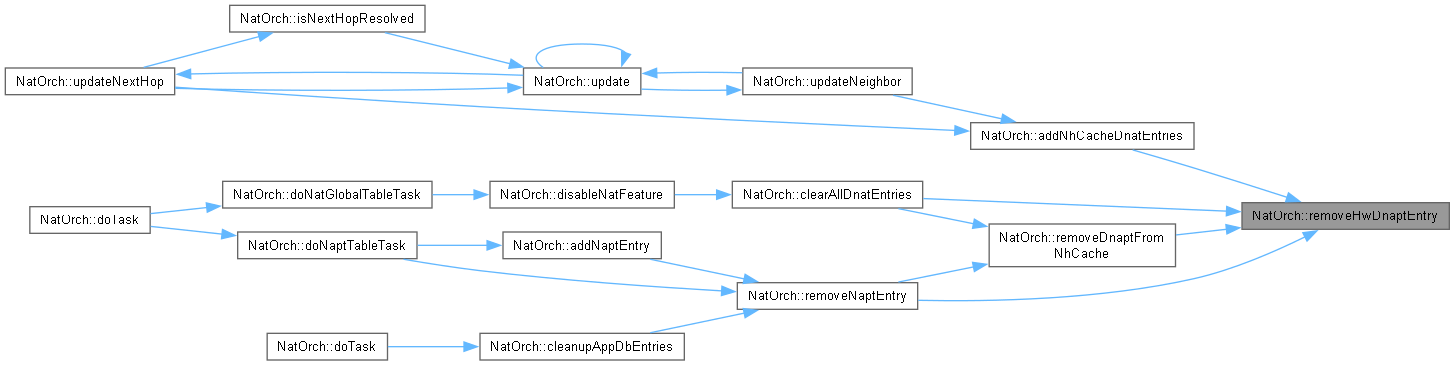 NatOrch::isNextHopResolved
NatOrch::updateNextHop
NatOrch::update
NatOrch::updateNeighbor
NatOrch::addNhCacheDnatEntries
NatOrch::doNatGlobalTableTask
NatOrch::disableNatFeature
NatOrch::clearAllDnatEntries
NatOrch::doTask
NatOrch::removeHwDnaptEntry
NatOrch::doNaptTableTask
NatOrch::addNaptEntry
NatOrch::removeDnaptFrom
NhCache
NatOrch::removeNaptEntry
NatOrch::doTask
NatOrch::cleanupAppDbEntries